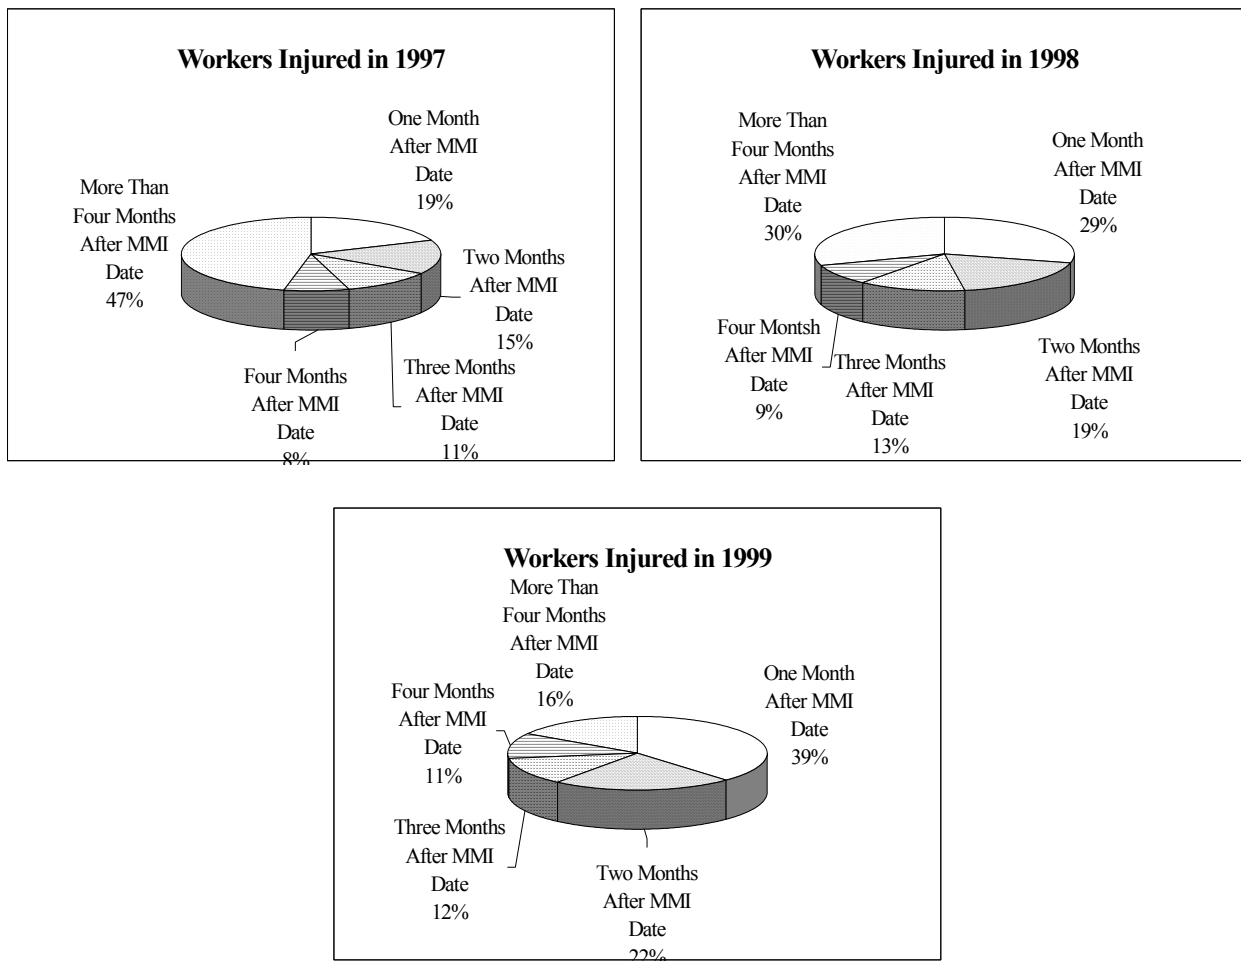 Workers Injured in 1997
One Month
After MMI
Date
19%
Two Months
After MMI
Date
15%
Three Months
After MMI
Date
11%
Four Months
After MMI
Date
8%
More Than
Four Months
After MMI
Date
47%
Workers Injured in 1998
One Month
After MMI
Date
29%
Two Months
After MMI
Date
19%
Three Months
After MMI
Date
13%
Four Montsh
After MMI
Date
9%
More Than
Four Months
After MMI
Date
30%
Workers Injured in 1999
One Month
After MMI
Date
39%
Two Months
After MMI
Date
22%
Three Months
After MMI
Date
12%
Four Months
After MMI
Date
11%
More Than
Four Months
After MMI
Date
16%